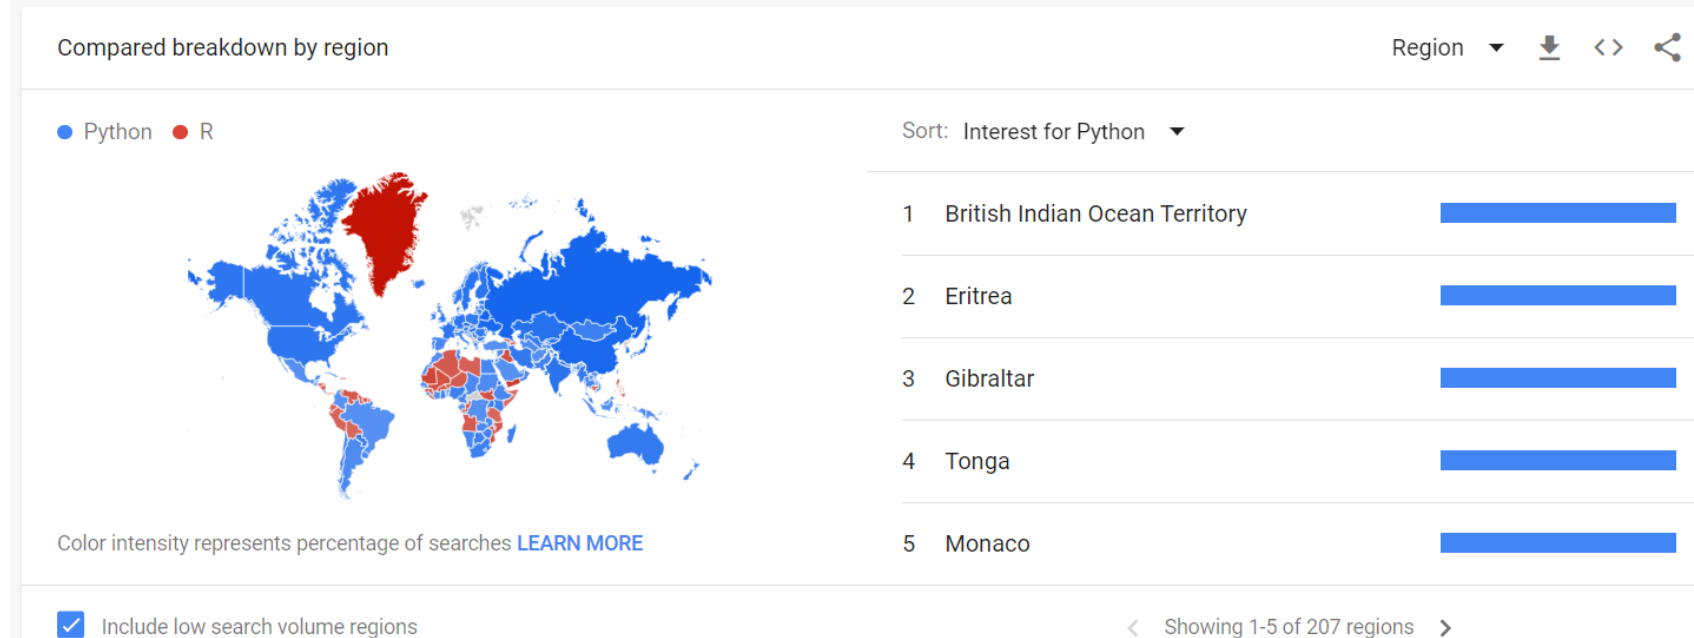 Compared breakdown by region
Region
Python R
Sort: Interest for Python
1 British Indian Ocean Territory
2 Eritrea
3 Gibraltar
4 Tonga
5 Monaco
Color intensity represents percentage of searches LEARN MORE
Include low search volume regions
Showing 1-5 of 207 regions